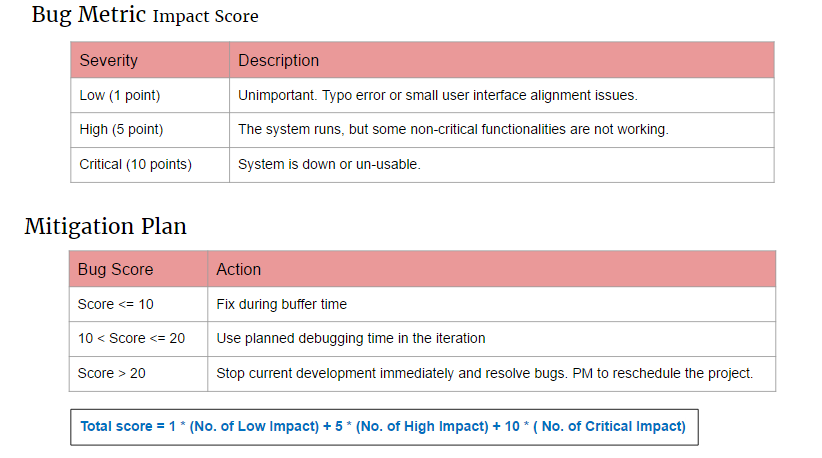 Bug Metric Impact Score
Severity Description
Low (1 point) Unimportant. Typo error or small user interface alignment issues.
High (5 point) The system runs, but some non-critical functionalities are not working.
Critical (10 points) System is down or un-usable.
Mitigation Plan
Bug Score Action
Score <= 10 Fix during buffer time
10 < Score <= 20 Use planned debugging time in the iteration
Score > 20 Stop current development immediately and resolve bugs. PM to reschedule the project.
Total score = 1 * (No. of Low Impact) + 5 * (No. of High Impact) + 10 * ( No. of Critical Impact)